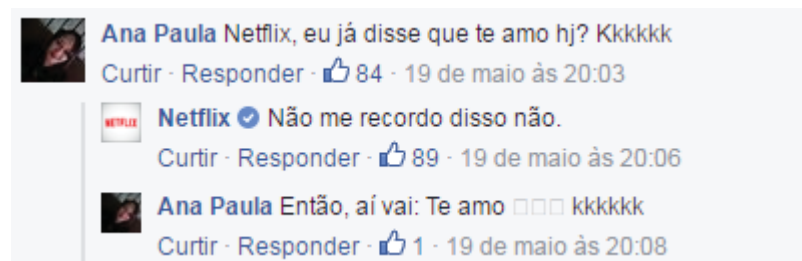 Ana Paula Netflix, eu já disse que te amo hj? Kkkkkk
Curtir · Responder · 84 · 19 de maio às 20:03
NETFLIX
Netflix Não me recordo disso não.
Curtir · Responder · 89 · 19 de maio às 20:06
Ana Paula Então, aí vai: Te amo □□□ kkkkkk
Curtir · Responder · 1 · 19 de maio às 20:08